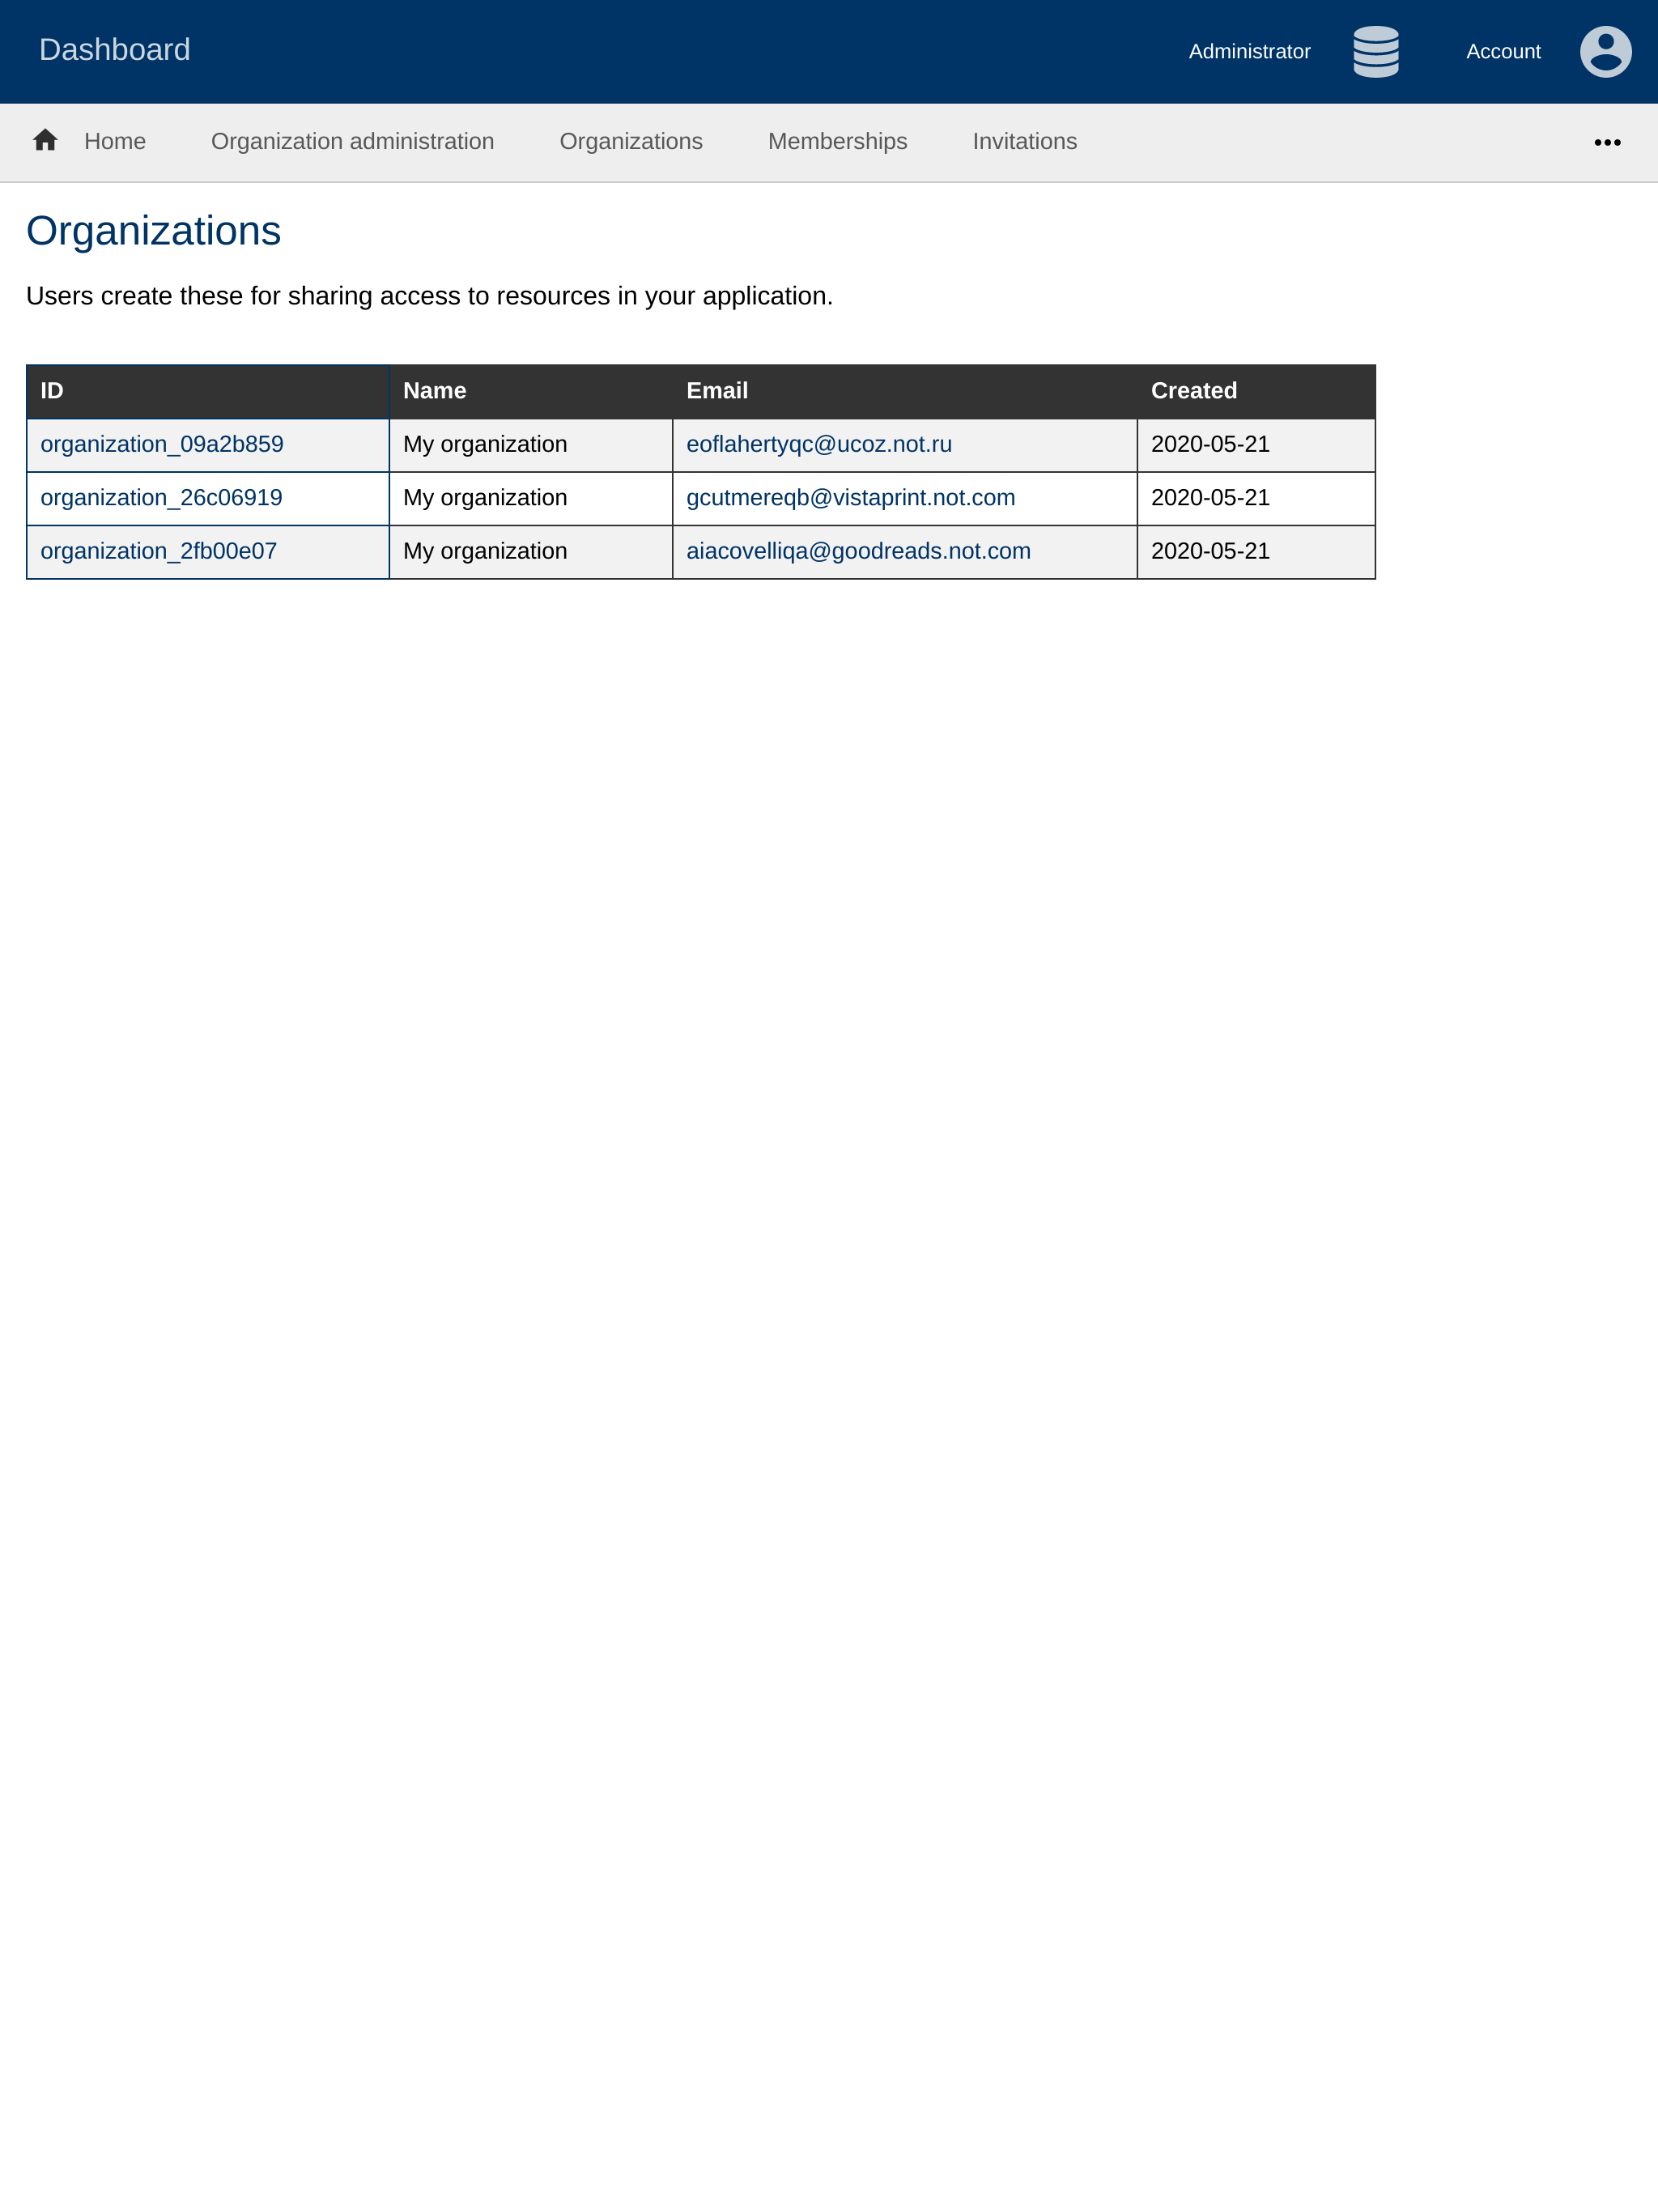 Dashboard Administrator Account
Home Organization administration Organizations Memberships Invitations
Organizations
Users create these for sharing access to resources in your application.
ID Name Email Created
organization_09a2b859 My organization eoflahertyqc@ucoz.not.ru 2020-05-21
organization_26c06919 My organization gcutmereqb@vistaprint.not.com 2020-05-21
organization_2fb00e07 My organization aiacovelliqa@goodreads.not.com 2020-05-21